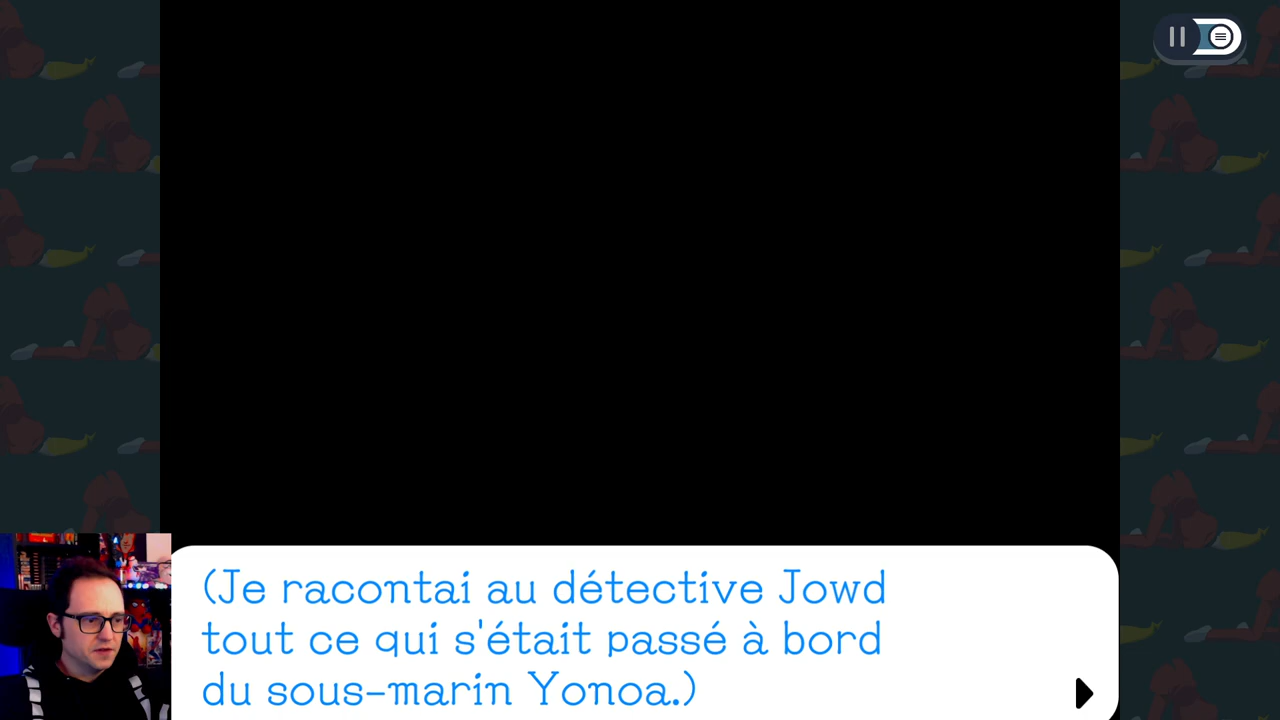 (Je racontai au détective Jowd
tout ce qui s'était passé à bord
du sous-marin Yonoa.)